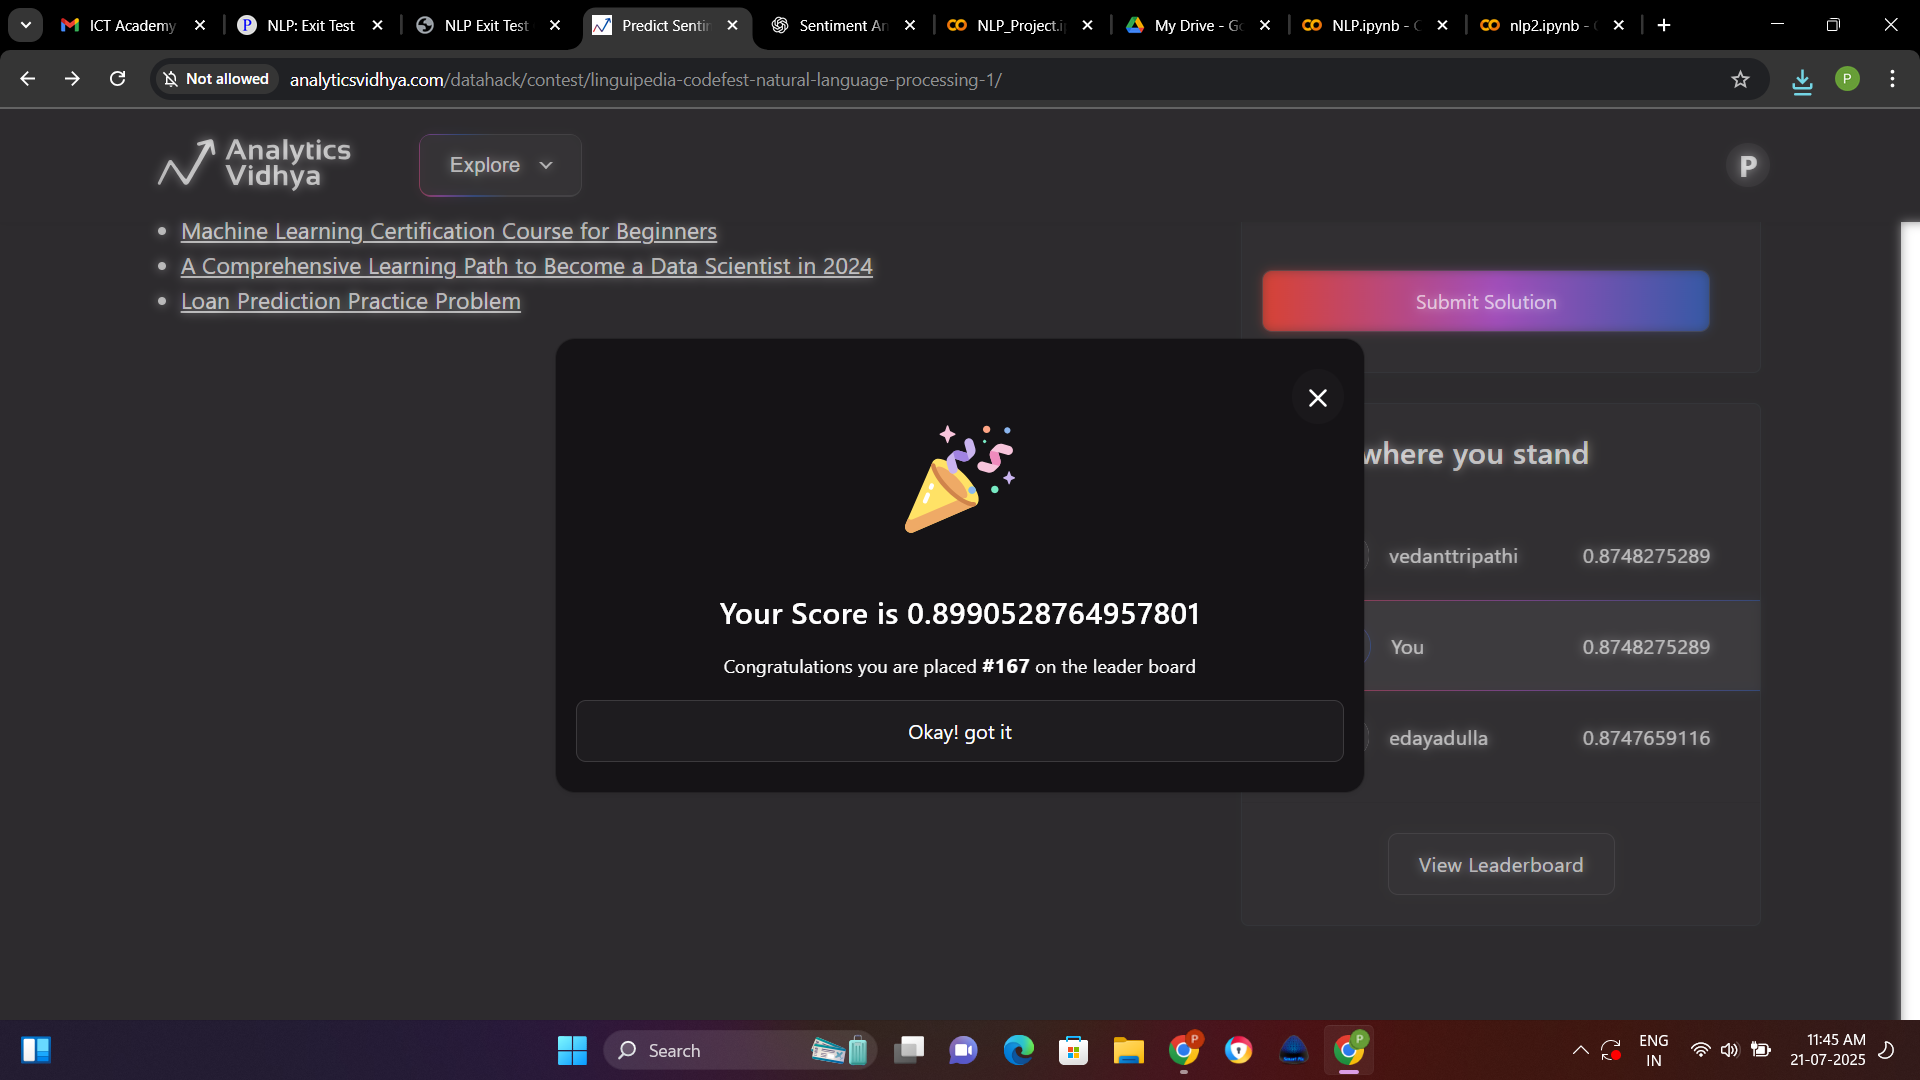 ICT Academy
NLP: Exit Test
NLP Exit Test
Predict Sentin
Sentiment An
NLP_Project.i
My Drive - Go
NLP.ipynb - C
nlp2.ipynb -
Not allowed
analyticsvidhya.com/datahack/contest/linguipedia-codefest-natural-language-processing-1/
P
Analytics
Vidhya
Explore
P
Machine Learning Certification Course for Beginners
A Comprehensive Learning Path to Become a Data Scientist in 2024
Loan Prediction Practice Problem
Submit Solution
where you stand
vedanttripathi 0.8748275289
You 0.8748275289
edayadulla 0.8747659116
View Leaderboard
Your Score is 0.8990528764957801
Congratulations you are placed #167 on the leader board
Okay! got it
Search
P
P
ENG
IN
11:45 AM
21-07-2025